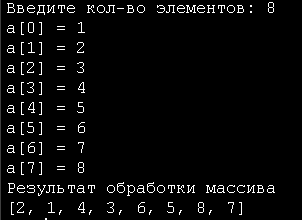 Введите кол-во элементов: 8
a[0] = 1
a[1] = 2
a[2] = 3
a[3] = 4
a[4] = 5
a[5] = 6
a[6] = 7
a[7] = 8
Результат обработки массива
[2, 1, 4, 3, 6, 5, 8, 7]